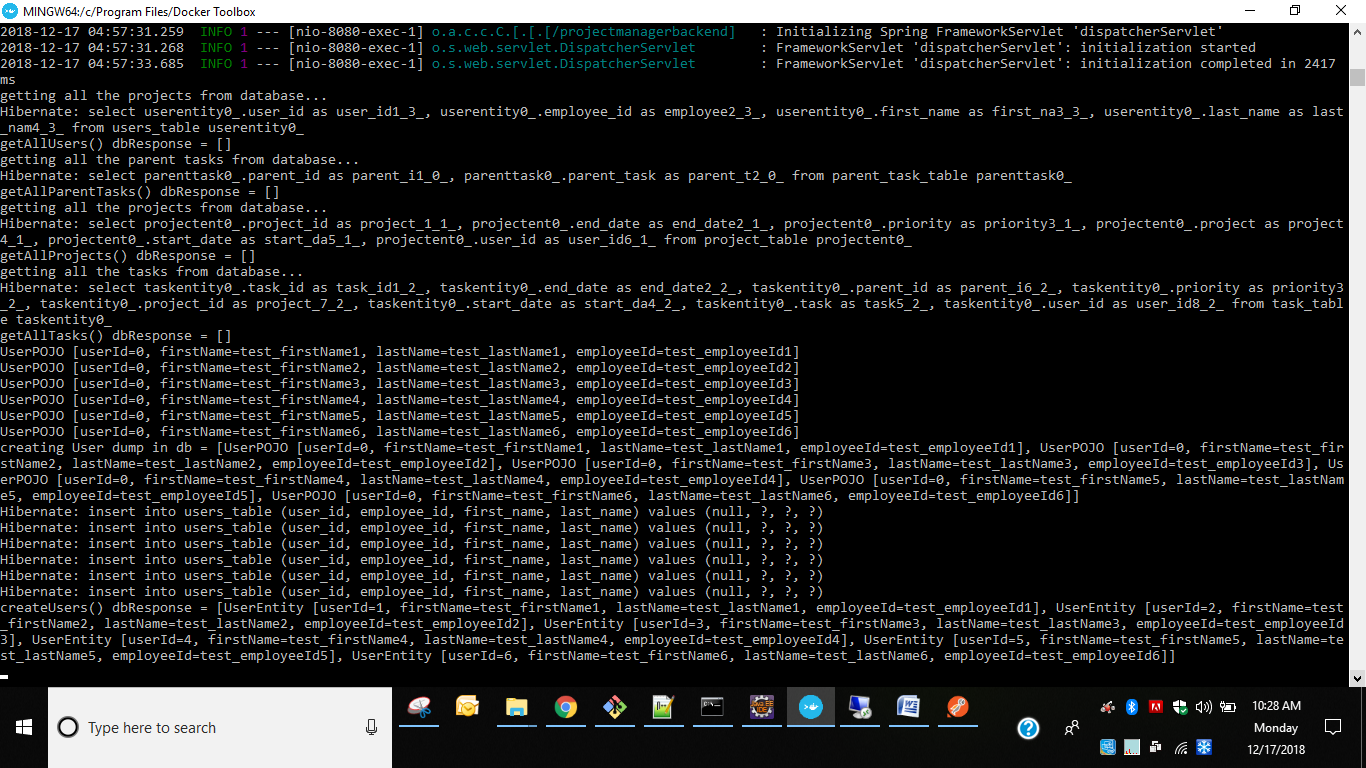 MINGW64:/c/Program Files/Docker Toolbox
2018-12-17 04:57:31.259  INFO 1 --- [nio-8080-exec-1] o.a.c.c.C.[.[.[/projectmanagerbackend]   : Initializing Spring FrameworkServlet 'dispatcherServlet'
2018-12-17 04:57:31.268  INFO 1 --- [nio-8080-exec-1] o.s.web.servlet.DispatcherServlet        : FrameworkServlet 'dispatcherServlet': initialization started
2018-12-17 04:57:33.685  INFO 1 --- [nio-8080-exec-1] o.s.web.servlet.DispatcherServlet        : FrameworkServlet 'dispatcherServlet': initialization completed in 2417
ms
getting all the projects from database...
Hibernate: select userentity0_.user_id as user_id1_3_, userentity0_.employee_id as employee2_3_, userentity0_.first_name as first_na3_3_, userentity0_.last_name as last
_nam4_3_ from users_table userentity0_
getAllUsers() dbResponse = []
getting all the parent tasks from database...
Hibernate: select parenttask0_.parent_id as parent_i1_0_, parenttask0_.parent_task as parent_t2_0_ from parent_task_table parenttask0_
getAllParentTasks() dbResponse = []
getting all the projects from database...
Hibernate: select projectent0_.project_id as project_1_1_, projectent0_.end_date as end_date2_1_, projectent0_.priority as priority3_1_, projectent0_.project as project
4_1_, projectent0_.start_date as start_da5_1_, projectent0_.user_id as user_id6_1_ from project_table projectent0_
getAllProjects() dbResponse = []
getting all the tasks from database...
Hibernate: select taskentity0_.task_id as task_id1_2_, taskentity0_.end_date as end_date2_2_, taskentity0_.parent_id as parent_i6_2_, taskentity0_.priority as priority3
_2_, taskentity0_.project_id as project_7_2_, taskentity0_.start_date as start_da4_2_, taskentity0_.task as task5_2_, taskentity0_.user_id as user_id8_2_ from task_tabl
e taskentity0_
getAllTasks() dbResponse = []
UserPOJO [userId=0, firstName=test_firstName1, lastName=test_lastName1, employeeId=test_employeeId1]
UserPOJO [userId=0, firstName=test_firstName2, lastName=test_lastName2, employeeId=test_employeeId2]
UserPOJO [userId=0, firstName=test_firstName3, lastName=test_lastName3, employeeId=test_employeeId3]
UserPOJO [userId=0, firstName=test_firstName4, lastName=test_lastName4, employeeId=test_employeeId4]
UserPOJO [userId=0, firstName=test_firstName5, lastName=test_lastName5, employeeId=test_employeeId5]
UserPOJO [userId=0, firstName=test_firstName6, lastName=test_lastName6, employeeId=test_employeeId6]
creating User dump in db = [UserPOJO [userId=0, firstName=test_firstName1, lastName=test_lastName1, employeeId=test_employeeId1], UserPOJO [userId=0, firstName=test_fir
stName2, lastName=test_lastName2, employeeId=test_employeeId2], UserPOJO [userId=0, firstName=test_firstName3, lastName=test_lastName3, employeeId=test_employeeId3], Us
erPOJO [userId=0, firstName=test_firstName4, lastName=test_lastName4, employeeId=test_employeeId4], UserPOJO [userId=0, firstName=test_firstName5, lastName=test_lastNam
e5, employeeId=test_employeeId5], UserPOJO [userId=0, firstName=test_firstName6, lastName=test_lastName6, employeeId=test_employeeId6]]
Hibernate: insert into users_table (user_id, employee_id, first_name, last_name) values (null, ?, ?, ?)
Hibernate: insert into users_table (user_id, employee_id, first_name, last_name) values (null, ?, ?, ?)
Hibernate: insert into users_table (user_id, employee_id, first_name, last_name) values (null, ?, ?, ?)
Hibernate: insert into users_table (user_id, employee_id, first_name, last_name) values (null, ?, ?, ?)
Hibernate: insert into users_table (user_id, employee_id, first_name, last_name) values (null, ?, ?, ?)
Hibernate: insert into users_table (user_id, employee_id, first_name, last_name) values (null, ?, ?, ?)
createUsers() dbResponse = [UserEntity [userId=1, firstName=test_firstName1, lastName=test_lastName1, employeeId=test_employeeId1], UserEntity [userId=2, firstName=test
_firstName2, lastName=test_lastName2, employeeId=test_employeeId2], UserEntity [userId=3, firstName=test_firstName3, lastName=test_lastName3, employeeId=test_employeeId
3], UserEntity [userId=4, firstName=test_firstName4, lastName=test_lastName4, employeeId=test_employeeId4], UserEntity [userId=5, firstName=test_firstName5, lastName=te
st_lastName5, employeeId=test_employeeId5], UserEntity [userId=6, firstName=test_firstName6, lastName=test_lastName6, employeeId=test_employeeId6]]
Type here to search
10:28 AM
Monday
12/17/2018